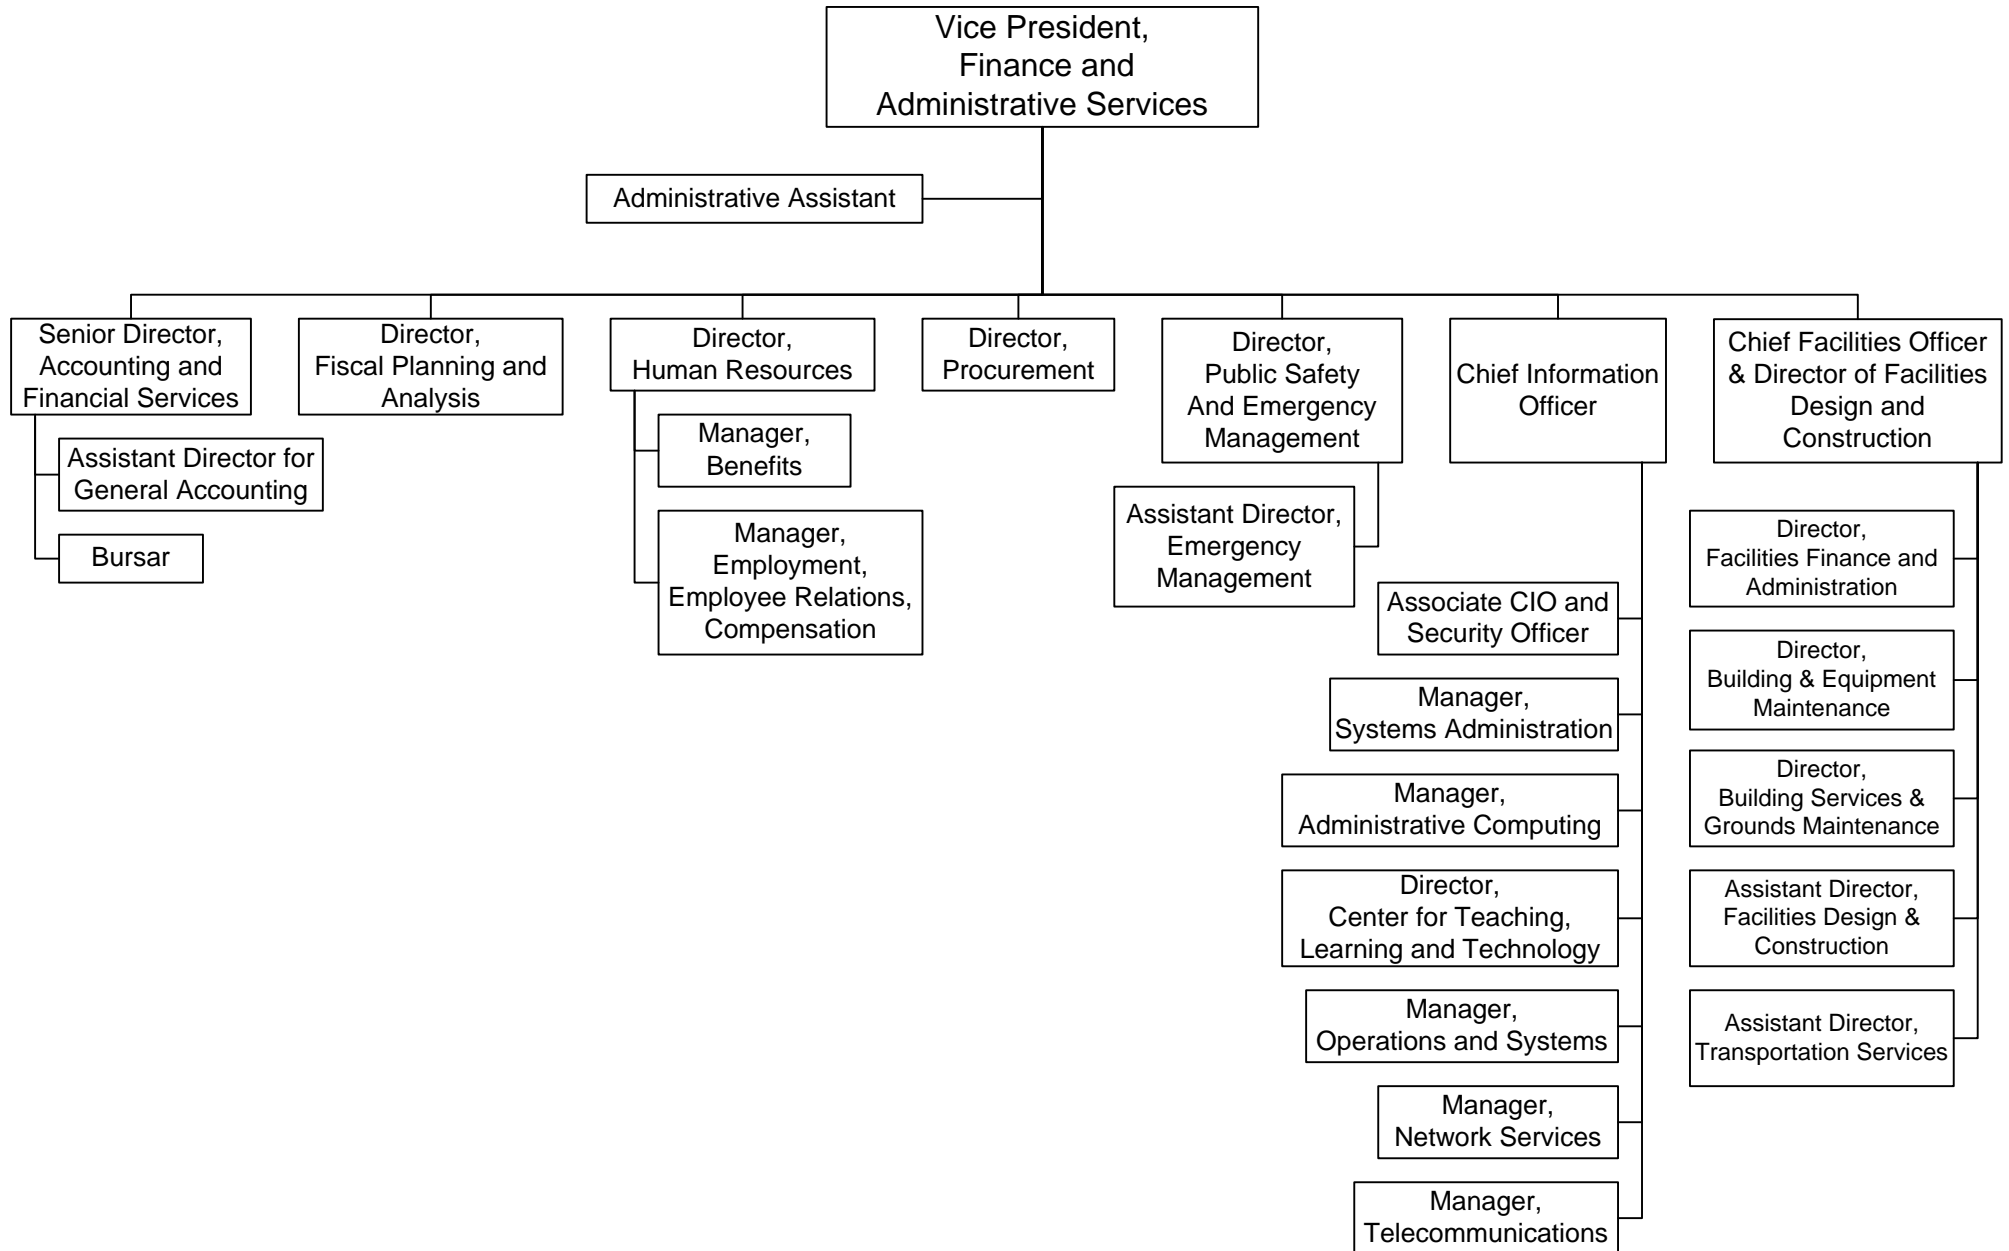 Vice President,
Finance and
Administrative Services
Administrative Assistant
Senior Director,
Accounting and
Financial Services
Assistant Director for
General Accounting
Bursar
Director,
Fiscal Planning and
Analysis
Director,
Human Resources
Manager,
Benefits
Manager,
Employment,
Employee Relations,
Compensation
Director,
Procurement
Director,
Public Safety
And Emergency
Management
Assistant Director,
Emergency
Management
Chief Information
Officer
Associate CIO and
Security Officer
Manager,
Systems Administration
Manager,
Administrative Computing
Director,
Center for Teaching,
Learning and Technology
Manager,
Operations and Systems
Manager,
Network Services
Manager,
Telecommunications
Chief Facilities Officer
& Director of Facilities
Design and
Construction
Director,
Facilities Finance and
Administration
Director,
Building & Equipment
Maintenance
Director,
Building Services &
Grounds Maintenance
Assistant Director,
Facilities Design &
Construction
Assistant Director,
Transportation Services